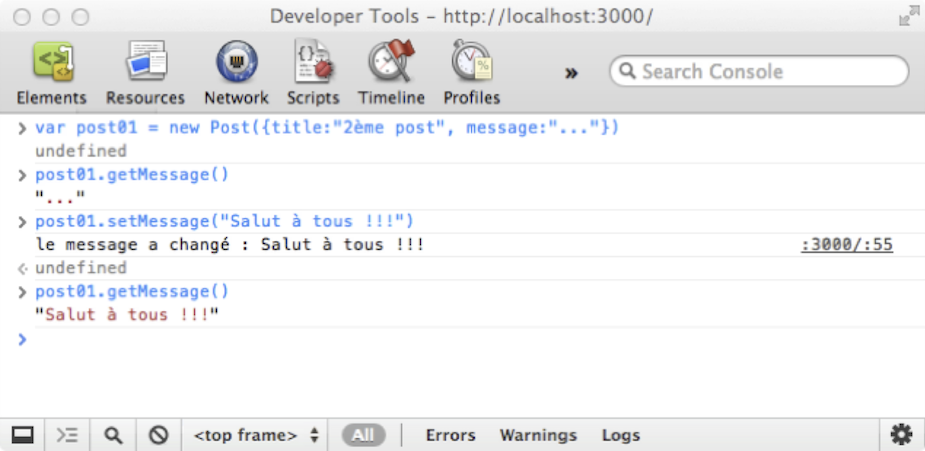 Developer Tools - http://localhost:3000/
Elements Resources Network Scripts Timeline Profiles » Search Console
> var post01 = new Post({title:"2ème post", message:"..."})
undefined
> post01.getMessage()
"..."
> post01.setMessage("Salut à tous !!!")
le message a changé : Salut à tous !!! :3000/:55
undefined
> post01.getMessage()
"Salut à tous !!!"
>
<top frame> All Errors Warnings Logs